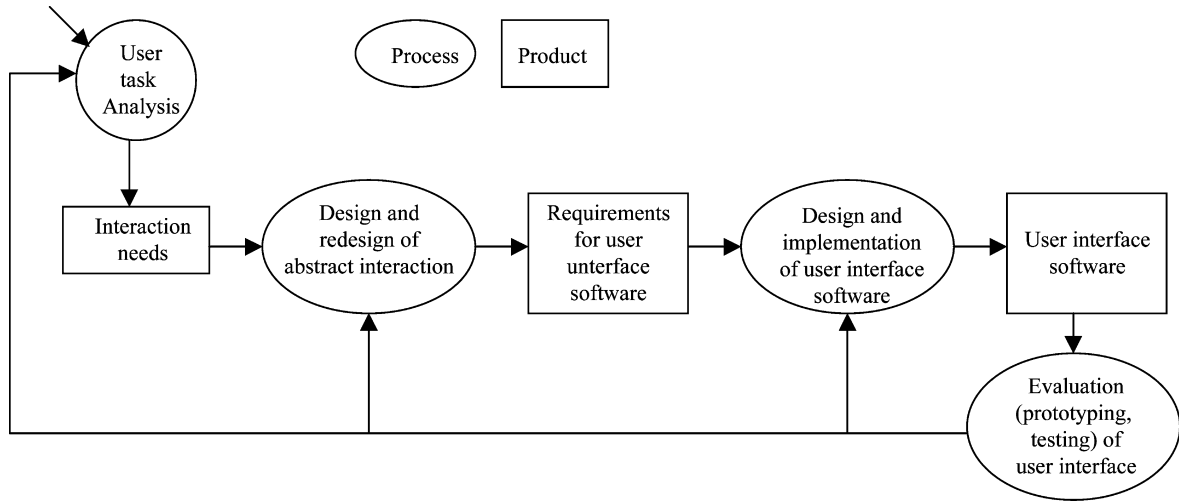 User
task
Analysis
Process
Product
Interaction
needs
Design and
redesign of
abstract interaction
Requirements
for user
unterface
software
Design and
implementation
of user interface
software
User interface
software
Evaluation
(prototyping,
testing) of
user interface